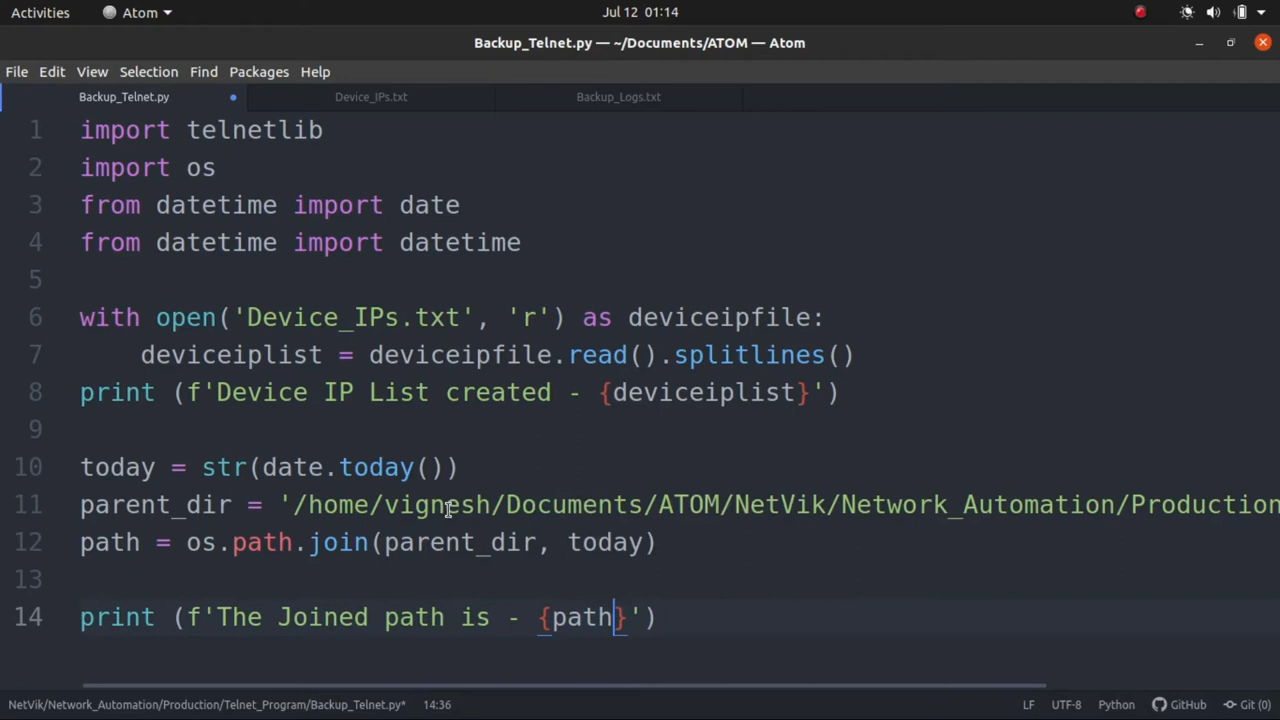 Activities Atom Jul 12 01:14
Backup_Telnet.py — ~/Documents/ATOM — Atom
File Edit View Selection Find Packages Help
Backup_Telnet.py Device_IPs.txt Backup_Logs.txt
1 import telnetlib
2 import os
3 from datetime import date
4 from datetime import datetime
5
6 with open('Device_IPs.txt', 'r') as deviceipfile:
7     deviceiplist = deviceipfile.read().splitlines()
8 print (f'Device IP List created - {deviceiplist}')
9
10 today = str(date.today())
11 parent_dir = '/home/vignesh/Documents/ATOM/NetVik/Network_Automation/Production
12 path = os.path.join(parent_dir, today)
13
14 print (f'The Joined path is - {path}')
NetVik/Network_Automation/Production/Telnet_Program/Backup_Telnet.py* 14:36 LF UTF-8 Python GitHub Git (0)